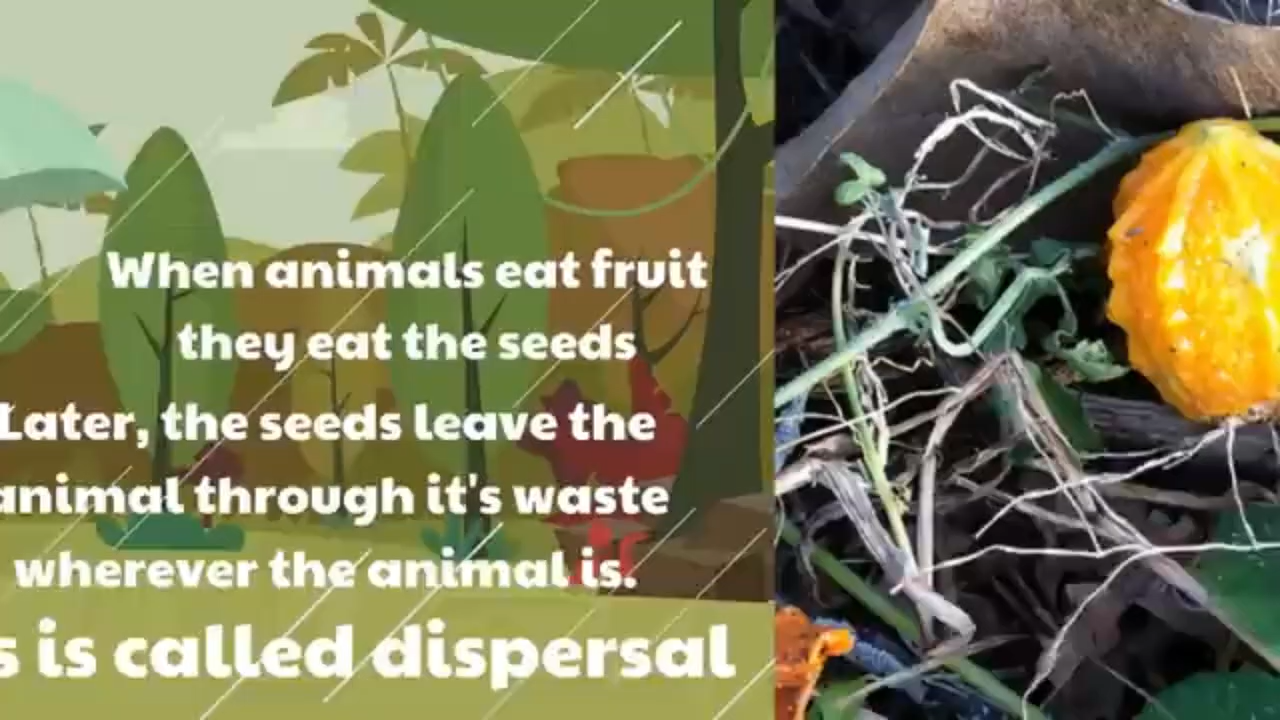 When animals eat fruit
they eat the seeds
Later, the seeds leave the
animal through it's waste
wherever the animal is.
s is called dispersal